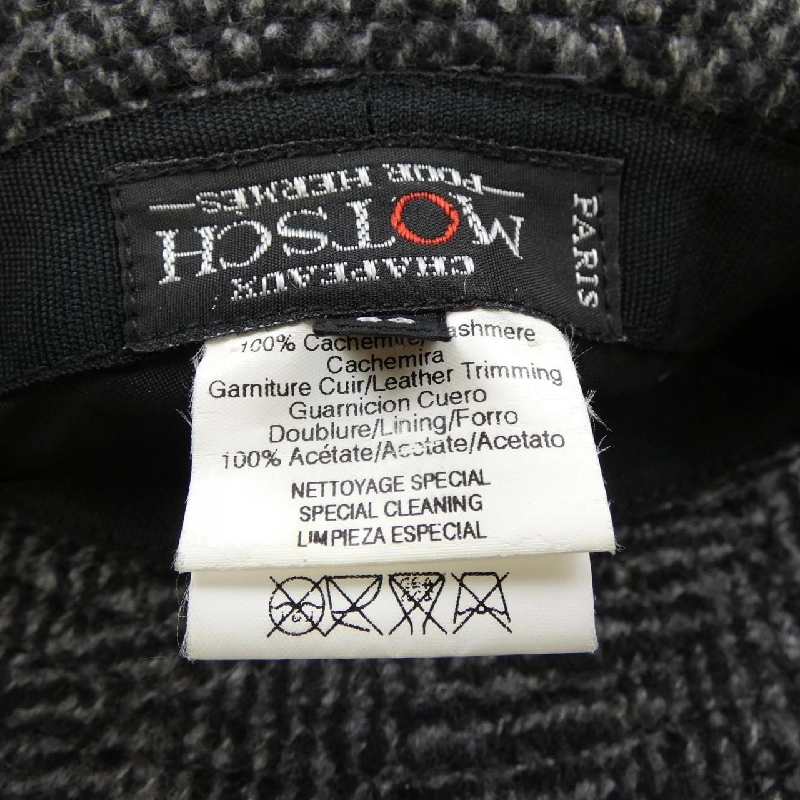 CHAPEAUX
MOTSCH
POUR HERMÈS
PARIS
100% Cachemire/Cashmere
Cachemira
Garniture Cuir/Leather Trimming
Guarnicion Cuero
Doublure/Lining/Forro
100% Acétate/Acetate/Acetato
NETTOYAGE SPECIAL
SPECIAL CLEANING
LIMPIEZA ESPECIAL